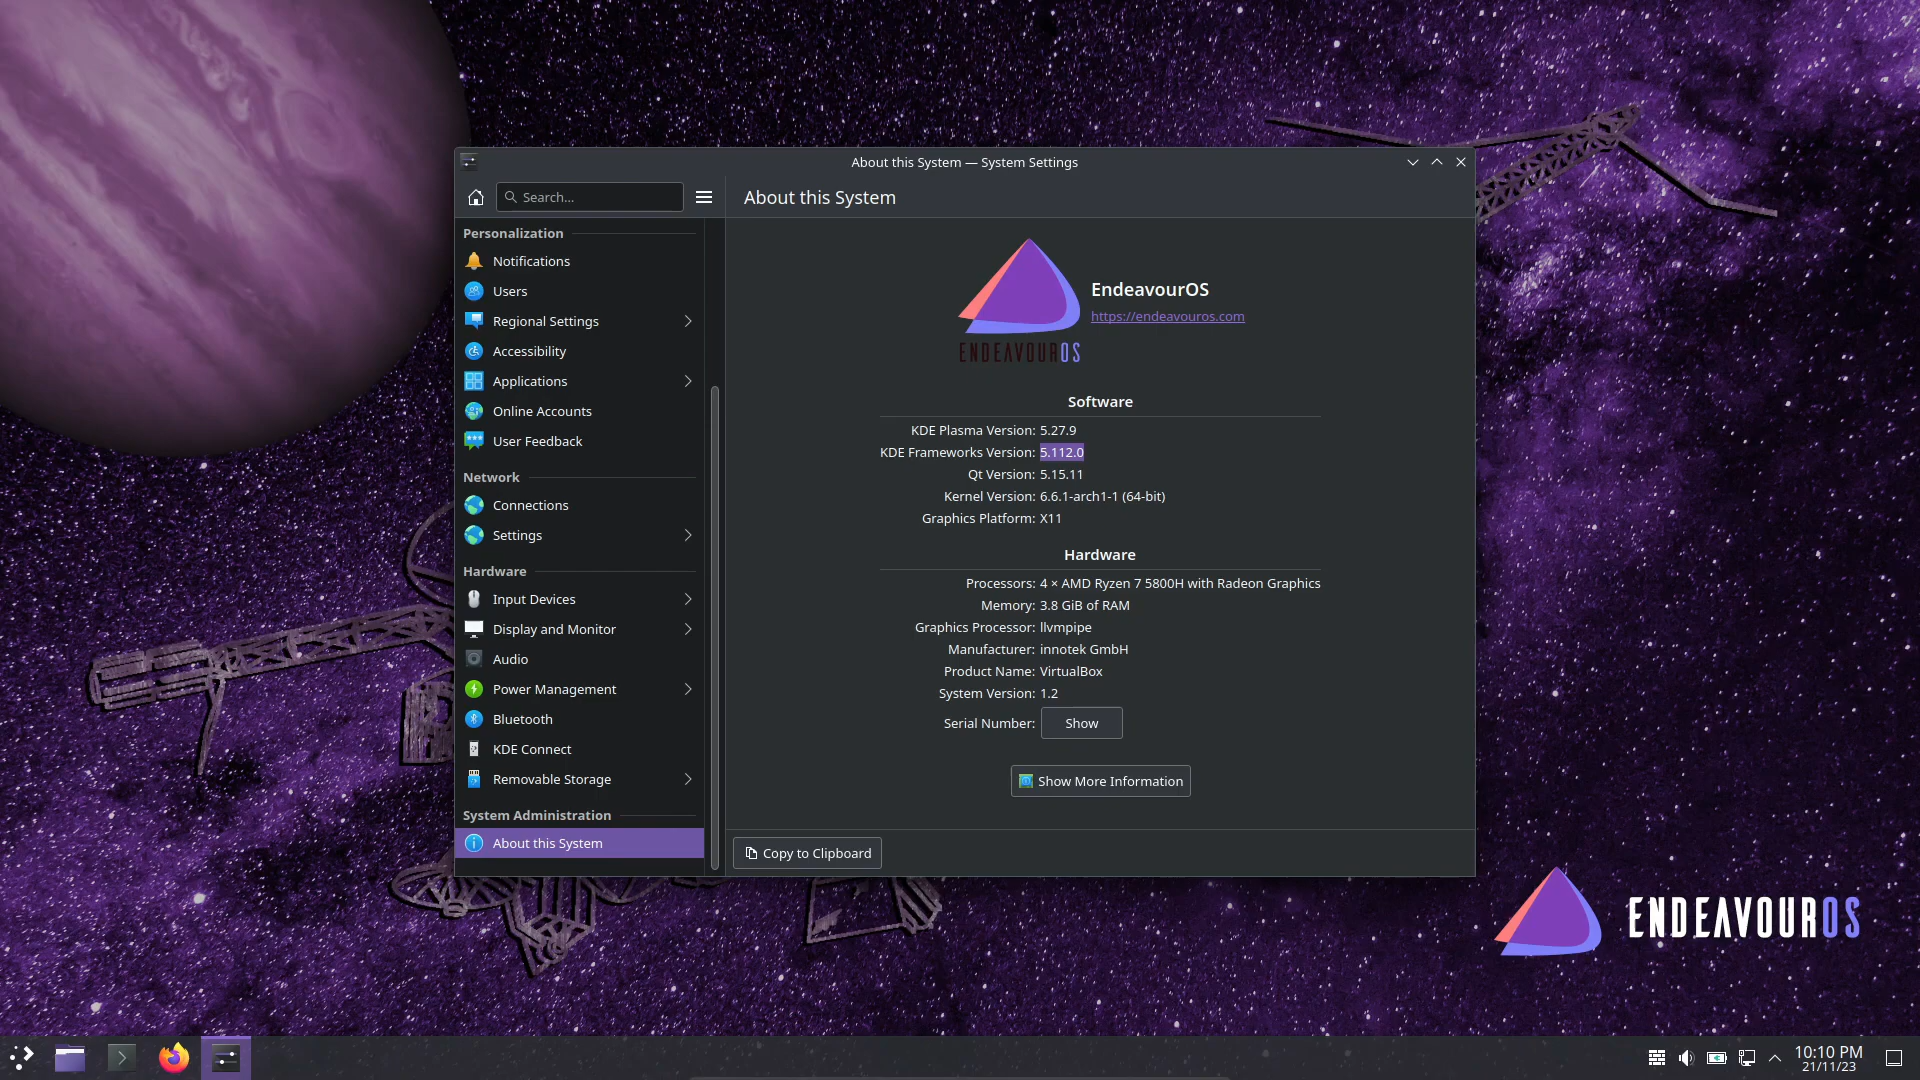 About this System — System Settings
Search...
About this System
Personalization
Notifications
Users
Regional Settings
Accessibility
Applications
Online Accounts
User Feedback
Network
Connections
Settings
Hardware
Input Devices
Display and Monitor
Audio
Power Management
Bluetooth
KDE Connect
Removable Storage
System Administration
About this System
ENDEAVOUROS
EndeavourOS
https://endeavouros.com
Software
KDE Plasma Version: 5.27.9
KDE Frameworks Version: 5.112.0
Qt Version: 5.15.11
Kernel Version: 6.6.1-arch1-1 (64-bit)
Graphics Platform: X11
Hardware
Processors: 4 × AMD Ryzen 7 5800H with Radeon Graphics
Memory: 3.8 GiB of RAM
Graphics Processor: llvmpipe
Manufacturer: innotek GmbH
Product Name: VirtualBox
System Version: 1.2
Serial Number: Show
Show More Information
Copy to Clipboard
ENDEAVOUROS
10:10 PM
21/11/23